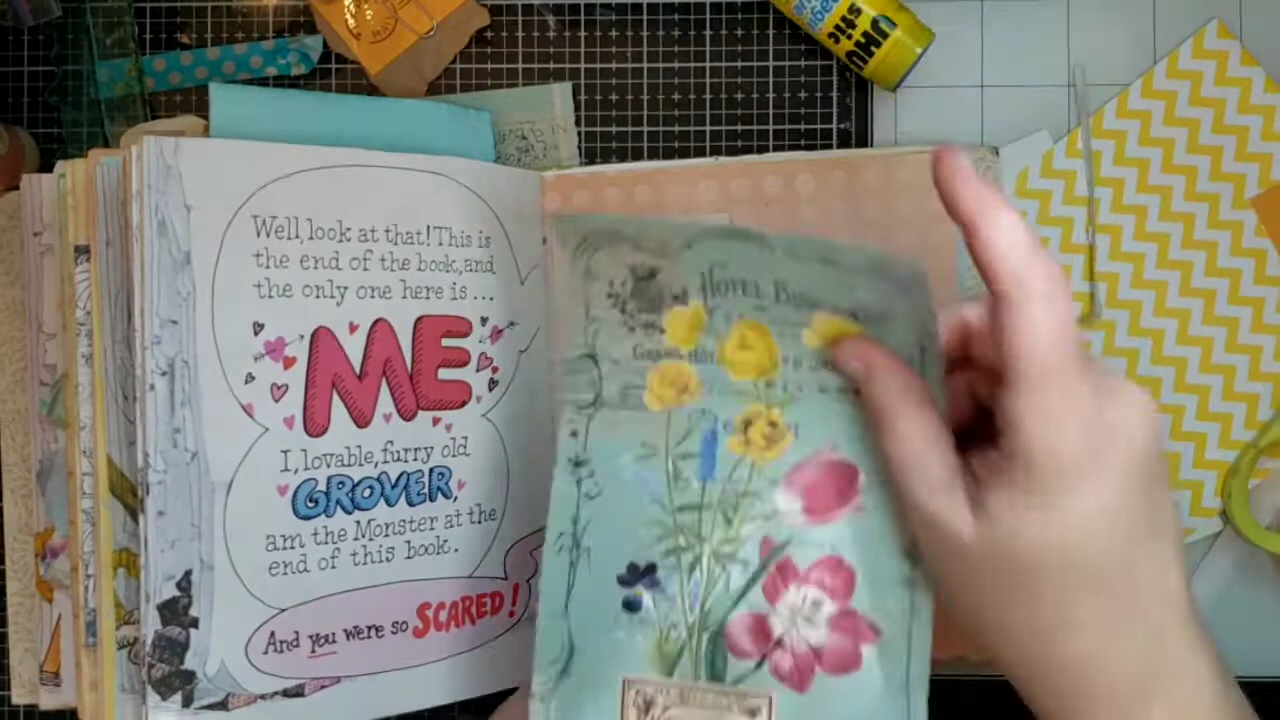 UHU
stic
Well, look at that! This is
the end of the book, and
the only one here is ...
ME
I, lovable, furry old
GROVER,
am the Monster at the
end of this book.
And you were so SCARED!
HOTEL